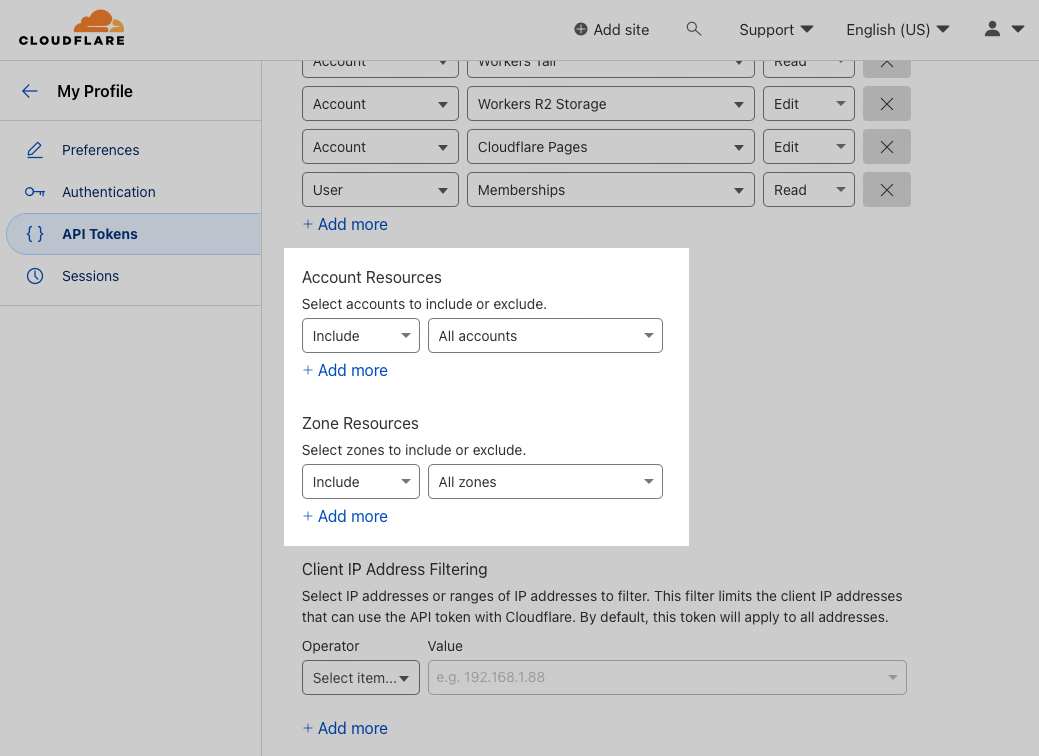 CLOUDFLARE
Add site
Support
English (US)
My Profile
Preferences
Authentication
API Tokens
Sessions
Account Workers Tail Read
Account Workers R2 Storage Edit
Account Cloudflare Pages Edit
User Memberships Read
+ Add more
Account Resources
Select accounts to include or exclude.
Include All accounts
+ Add more
Zone Resources
Select zones to include or exclude.
Include All zones
+ Add more
Client IP Address Filtering
Select IP addresses or ranges of IP addresses to filter. This filter limits the client IP addresses
that can use the API token with Cloudflare. By default, this token will apply to all addresses.
Operator Value
Select item... e.g. 192.168.1.88
+ Add more